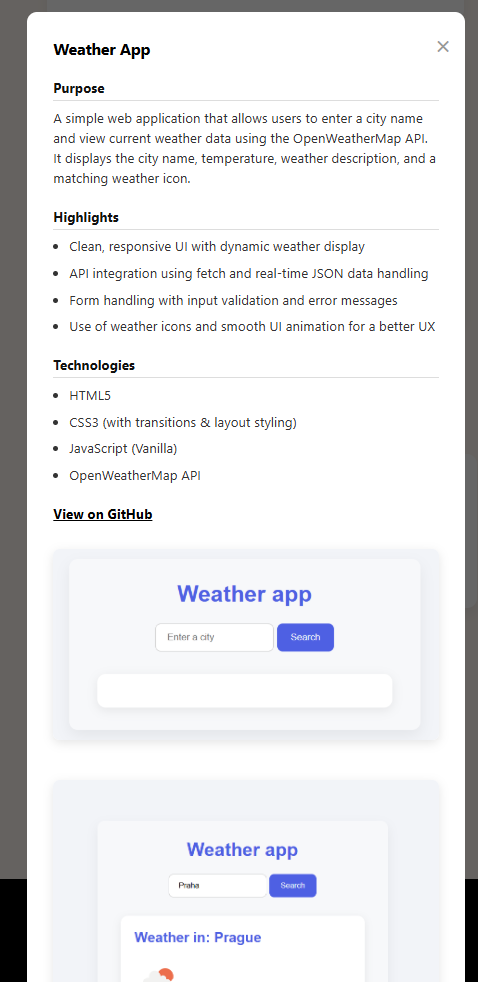 Weather App
Purpose
A simple web application that allows users to enter a city name
and view current weather data using the OpenWeatherMap API.
It displays the city name, temperature, weather description, and a
matching weather icon.
Highlights
Clean, responsive UI with dynamic weather display
API integration using fetch and real-time JSON data handling
Form handling with input validation and error messages
Use of weather icons and smooth UI animation for a better UX
Technologies
HTML5
CSS3 (with transitions & layout styling)
JavaScript (Vanilla)
OpenWeatherMap API
View on GitHub
Weather app
Enter a city Search
Weather app
Praha Search
Weather in: Prague